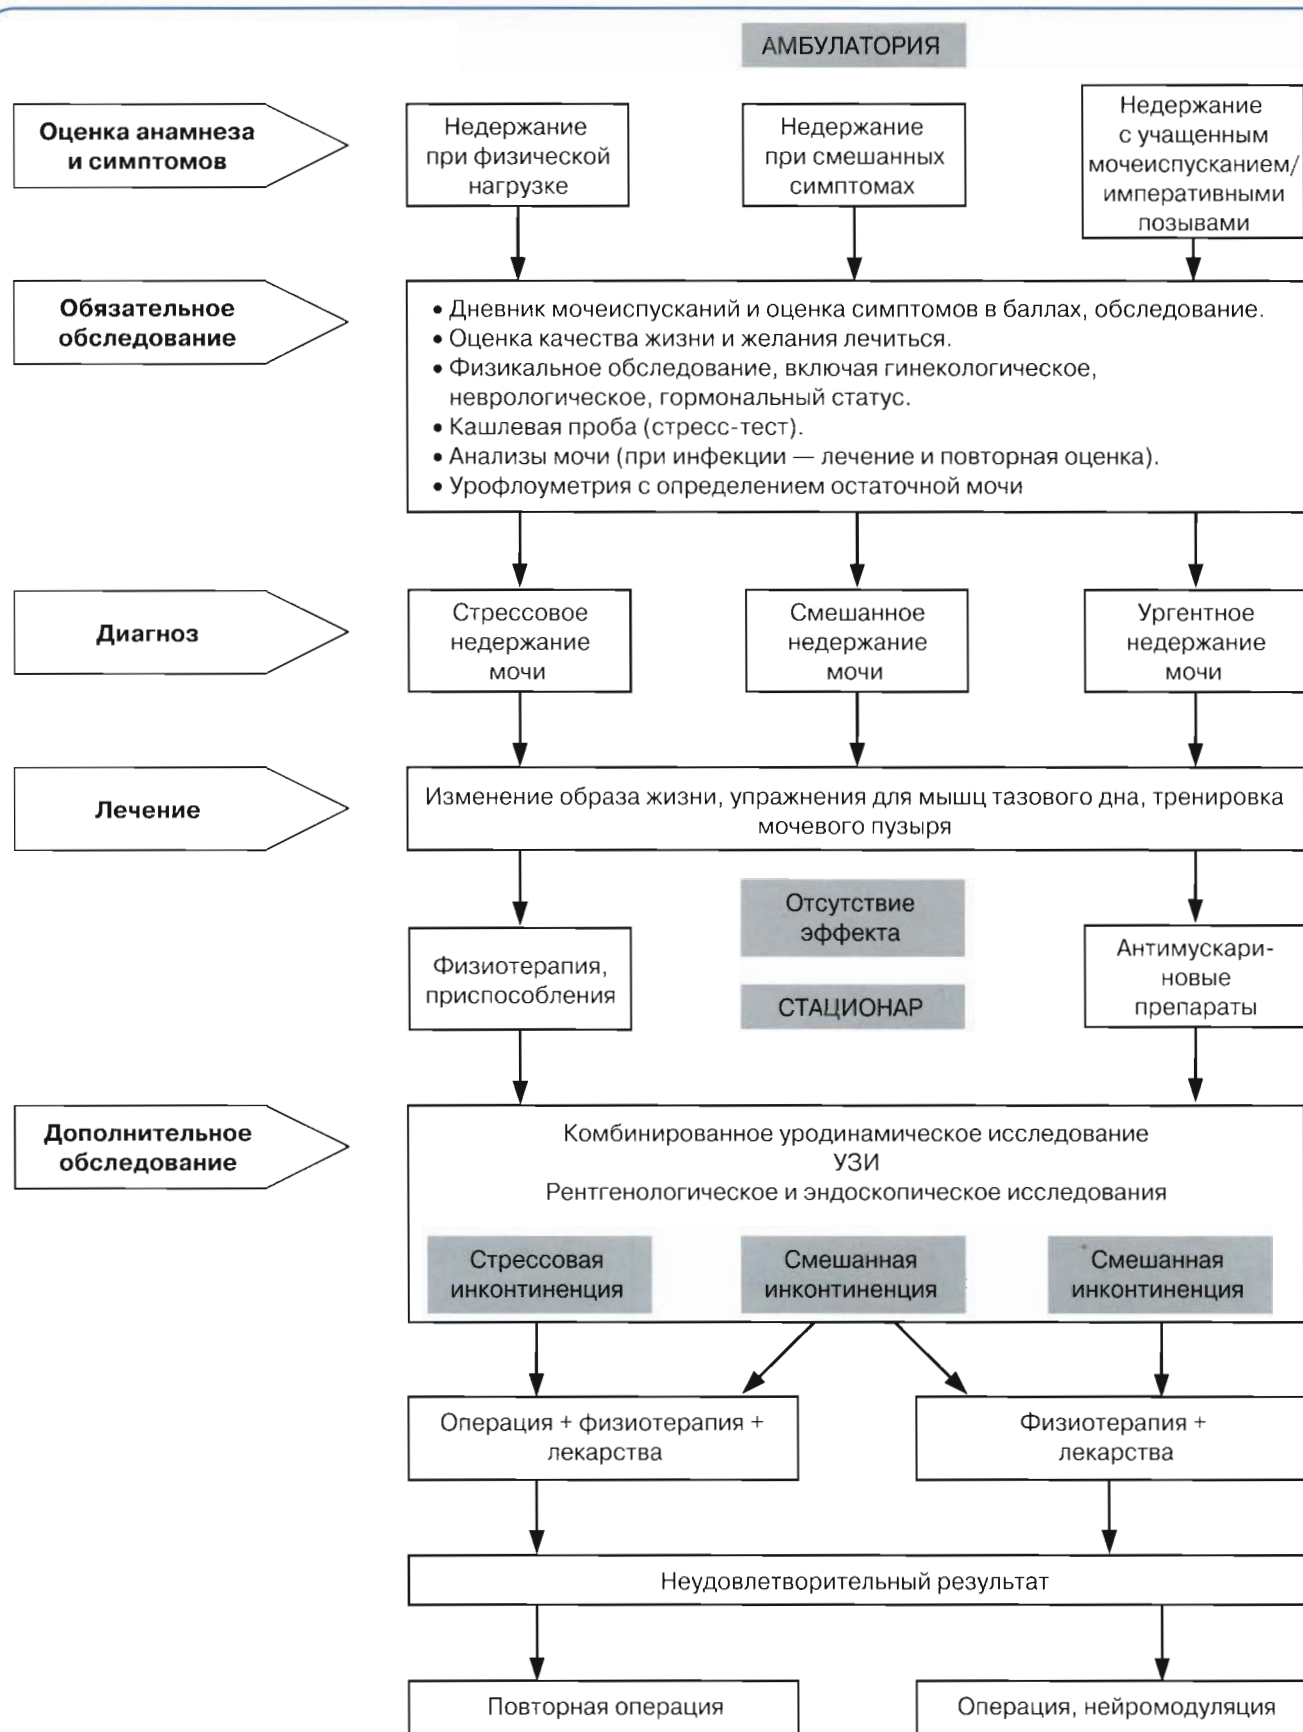 АМБУЛАТОРИЯ
Оценка анамнеза
и симптомов
Недержание
при физической
нагрузке
Недержание
при смешанных
симптомах
Недержание
с учащенным
мочеиспусканием/
императивными
позывами
Обязательное
обследование
• Дневник мочеиспусканий и оценка симптомов в баллах, обследование.
• Оценка качества жизни и желания лечиться.
• Физикальное обследование, включая гинекологическое,
неврологическое, гормональный статус.
• Кашлевая проба (стресс-тест).
• Анализы мочи (при инфекции — лечение и повторная оценка).
• Урофлоуметрия с определением остаточной мочи
Диагноз
Стрессовое
недержание
мочи
Смешанное
недержание
мочи
Ургентное
недержание
мочи
Лечение
Изменение образа жизни, упражнения для мышц тазового дна, тренировка
мочевого пузыря
Физиотерапия,
приспособления
Отсутствие
эффекта
СТАЦИОНАР
Антимускари-
новые
препараты
Дополнительное
обследование
Комбинированное уродинамическое исследование
УЗИ
Рентгенологическое и эндоскопическое исследования
Стрессовая
инконтиненция
Смешанная
инконтиненция
Смешанная
инконтиненция
Операция + физиотерапия +
лекарства
Физиотерапия +
лекарства
Неудовлетворительный результат
Повторная операция
Операция, нейромодуляция